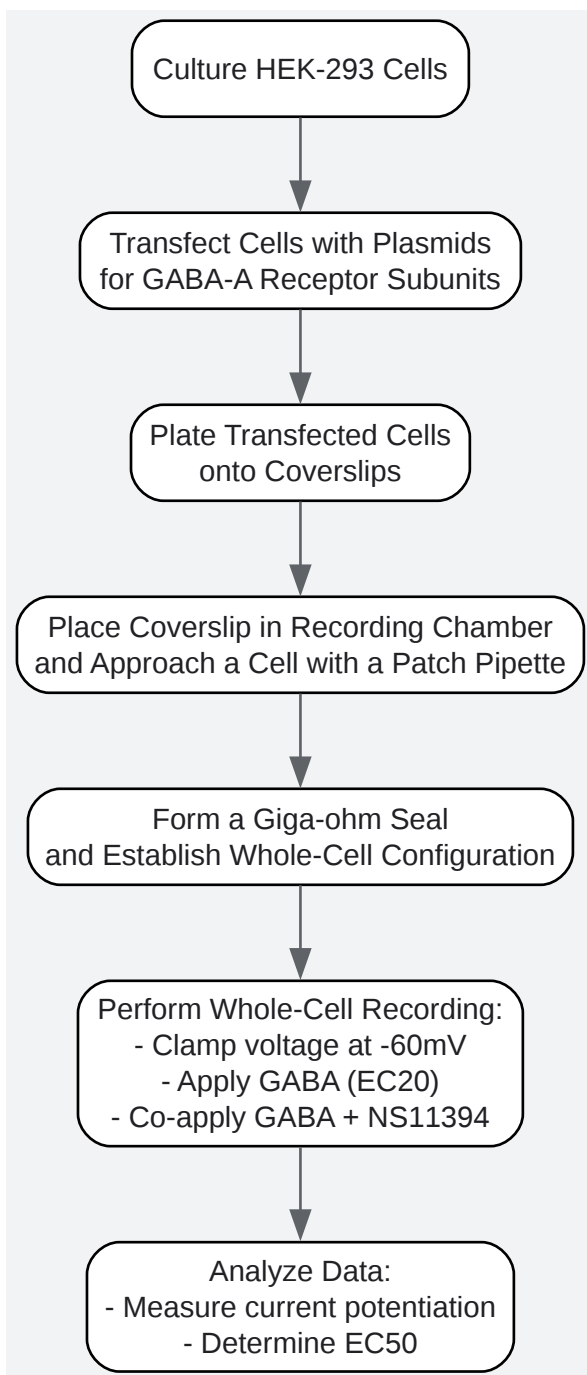 Culture HEK-293 Cells
Transfect Cells with Plasmids
for GABA-A Receptor Subunits
Plate Transfected Cells
onto Coverslips
Place Coverslip in Recording Chamber
and Approach a Cell with a Patch Pipette
Form a Giga-ohm Seal
and Establish Whole-Cell Configuration
Perform Whole-Cell Recording:
- Clamp voltage at -60mV
- Apply GABA (EC20)
- Co-apply GABA + NS11394
Analyze Data:
- Measure current potentiation
- Determine EC50